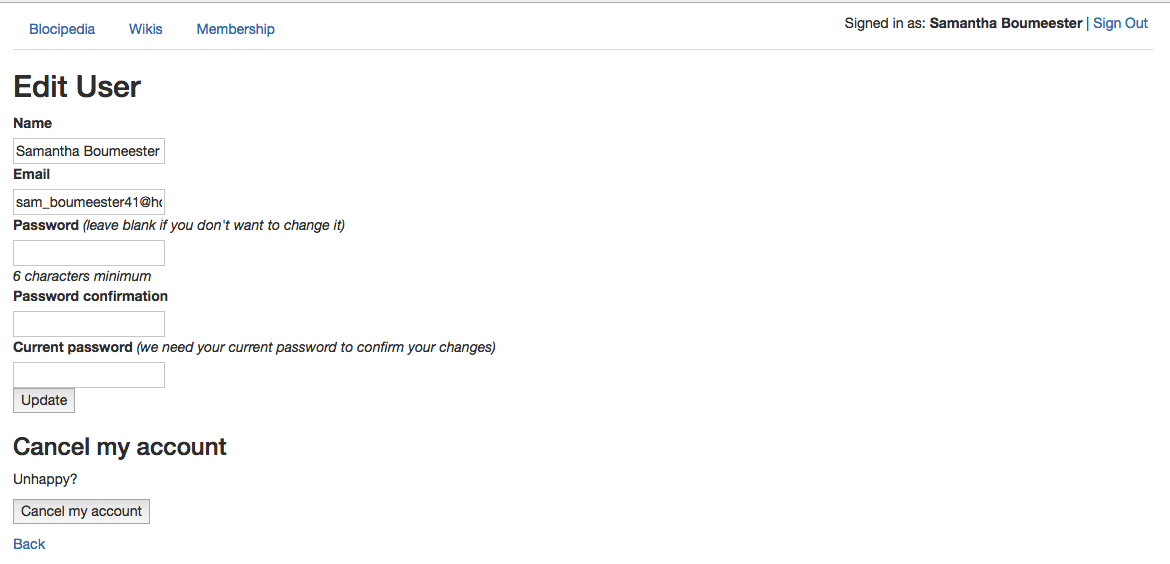 Blocipedia Wikis Membership Signed in as: Samantha Boumeester | Sign Out
Edit User
Name
Samantha Boumeester
Email
sam_boumeester41@h
Password (leave blank if you don't want to change it)
6 characters minimum
Password confirmation
Current password (we need your current password to confirm your changes)
Update
Cancel my account
Unhappy?
Cancel my account
Back